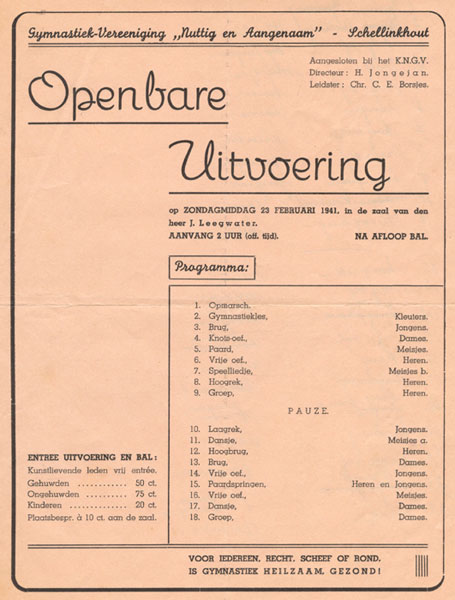 Gymnastiek-Vereeniging „Nuttig en Aangenaam” - Schellinkhout
Aangesloten bij het K.N.G.V.
Directeur: H. Jongejan.
Leidster: Chr. C. E. Borsjes.
Openbare
Uitvoering
op ZONDAGMIDDAG 23 FEBRUARI 1941, in de zaal van den
heer J. Leegwater.
AANVANG 2 UUR (off. tijd). NA AFLOOP BAL.
Programma:
1. Opmarsch.
2. Gymnastiekles, Kleuters.
3. Brug, Jongens.
4. Knots-oef., Dames.
5. Paard, Meisjes.
6. Vrije oef., Heren.
7. Speelliedje, Meisjes b.
8. Hoogrek, Heren.
9. Groep, Heren.
PAUZE.
10. Laagrek, Jongens.
11. Dansje, Meisjes a.
12. Hoogbrug, Heren.
13. Brug, Dames.
14. Vrije oef., Jongens.
15. Paardspringen, Heren en Jongens.
16. Vrije oef., Meisjes.
17. Dansje, Dames.
18. Groep, Dames.
ENTREE UITVOERING EN BAL:
Kunstlievende leden vrij entrée.
Gehuwden ........... 50 ct.
Ongehuwden ........ 75 ct.
Kinderen ............ 20 ct.
Plaatsbespr. à 10 ct. aan de zaal.
VOOR IEDEREEN, RECHT, SCHEEF OF ROND,
IS GYMNASTIEK HEILZAAM, GEZOND!